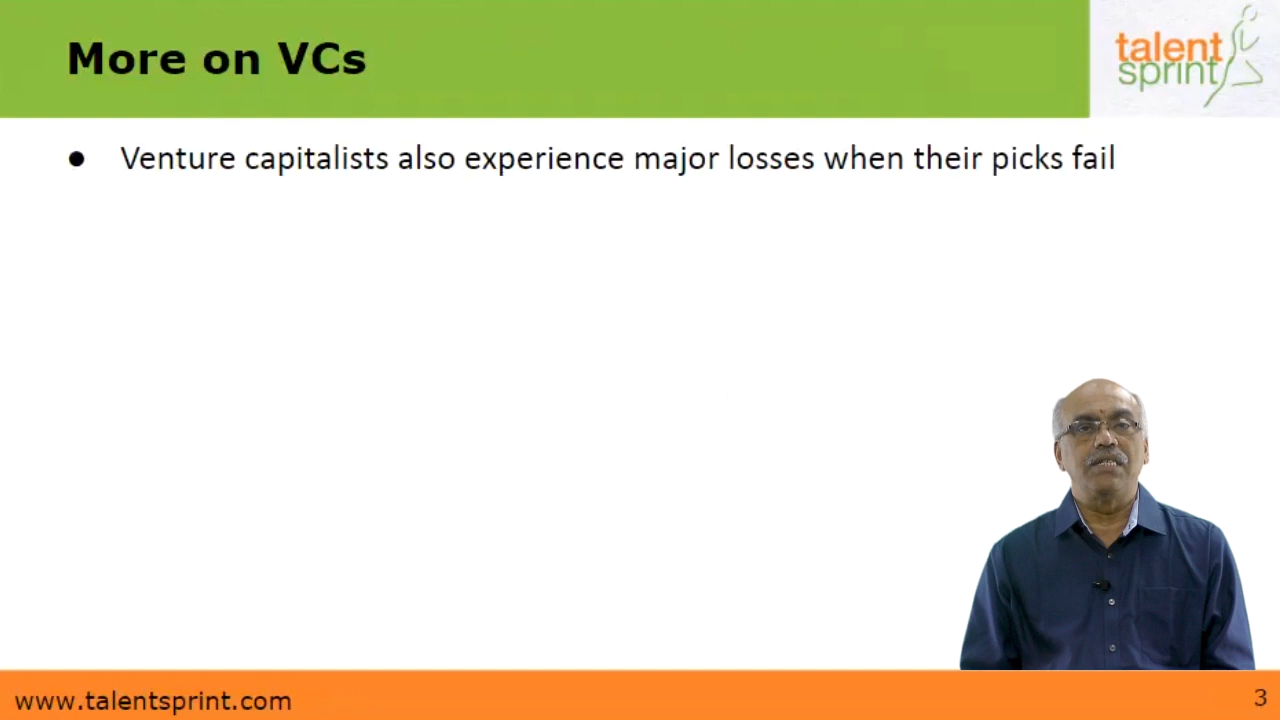 More on VCs
talent
sprint
● Venture capitalists also experience major losses when their picks fail
www.talentsprint.com
3